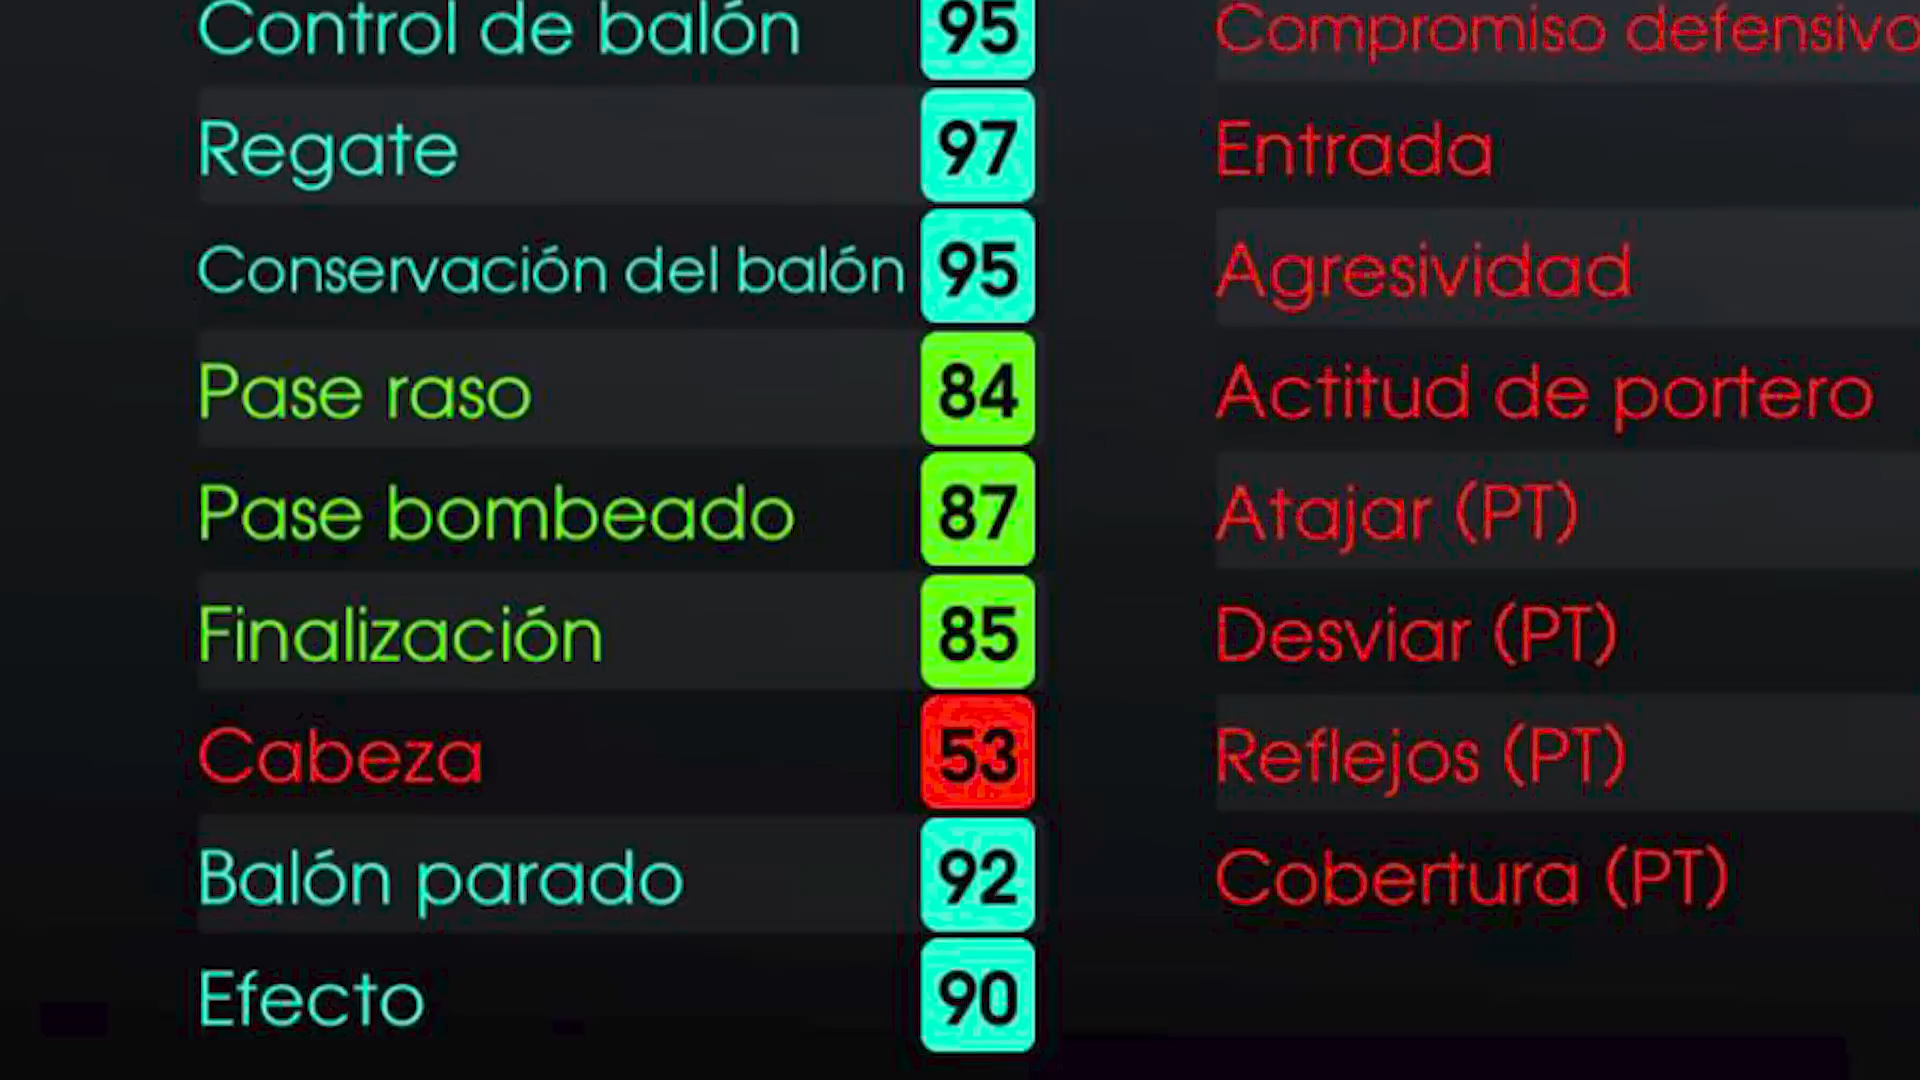 Control de balón 95
Regate 97
Conservación del balón 95
Pase raso 84
Pase bombeado 87
Finalización 85
Cabeza 53
Balón parado 92
Efecto 90
Compromiso defensivo
Entrada
Agresividad
Actitud de portero
Atajar (PT)
Desviar (PT)
Reflejos (PT)
Cobertura (PT)